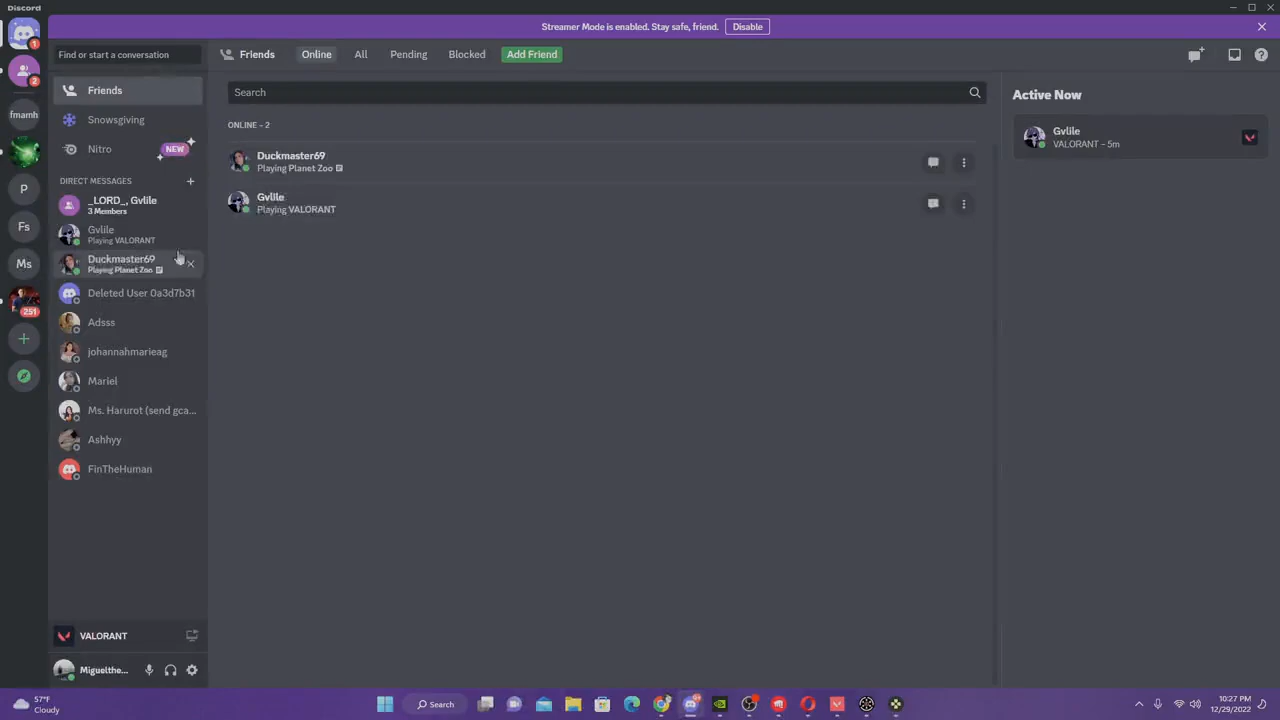 Discord
Streamer Mode is enabled. Stay safe, friend.
Disable
1
2
fmamh
P
Fs
Ms
251
Find or start a conversation
Friends
Snowsgiving
Nitro
NEW
DIRECT MESSAGES
_LORD_, Gvlile
3 Members
Gvlile
Playing VALORANT
Duckmaster69
Playing Planet Zoo
Deleted User 0a3d7b31
Adsss
johannahmarieag
Mariel
Ms. Harurot (send gca...
Ashhyy
FinTheHuman
VALORANT
Migueltheo...
Friends
Online
All
Pending
Blocked
Add Friend
Search
ONLINE – 2
Duckmaster69
Playing Planet Zoo
Gvlile
Playing VALORANT
Active Now
Gvlile
VALORANT – 5m
57°F
Cloudy
Search
10:27 PM
12/29/2022